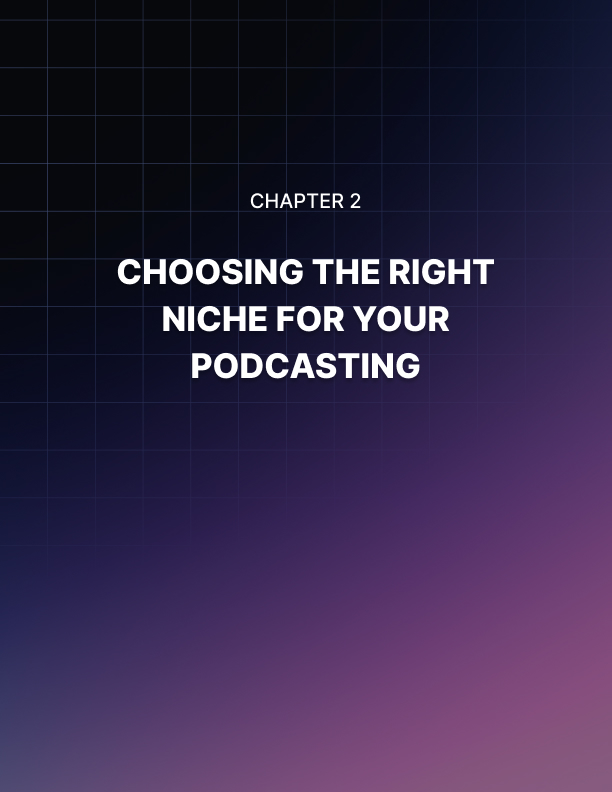 CHAPTER 2
CHOOSING THE RIGHT
NICHE FOR YOUR
PODCASTING